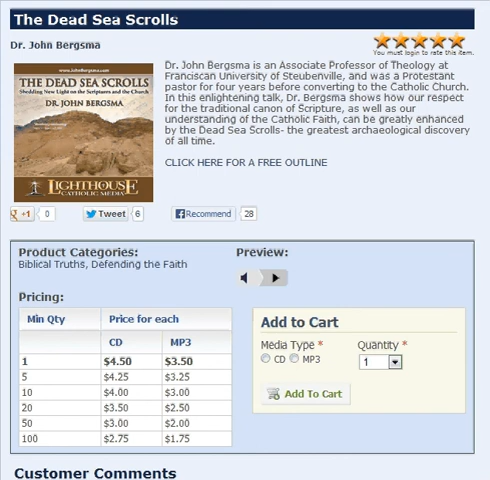 The Dead Sea Scrolls
Dr. John Bergsma
You must login to rate this item.
www.JohnBergsma.com
THE DEAD SEA SCROLLS
Shedding New Light on the Scriptures and the Church
DR. JOHN BERGSMA
LIGHTHOUSE
CATHOLIC MEDIA
Dr. John Bergsma is an Associate Professor of Theology at
Franciscan University of Steubenville, and was a Protestant
pastor for four years before converting to the Catholic Church.
In this enlightening talk, Dr. Bergsma shows how our respect
for the traditional canon of Scripture, as well as our
understanding of the Catholic Faith, can be greatly enhanced
by the Dead Sea Scrolls- the greatest archaeological discovery
of all time.
CLICK HERE FOR A FREE OUTLINE
g +1 0 Tweet 6 f Recommend 28
Product Categories:
Biblical Truths, Defending the Faith
Preview:
Pricing:
Min Qty Price for each
CD MP3
1 $4.50 $3.50
5 $4.25 $3.25
10 $4.00 $3.00
20 $3.50 $2.50
50 $3.00 $2.00
100 $2.75 $1.75
Add to Cart
Media Type * Quantity *
CD MP3 1
Add To Cart
Customer Comments